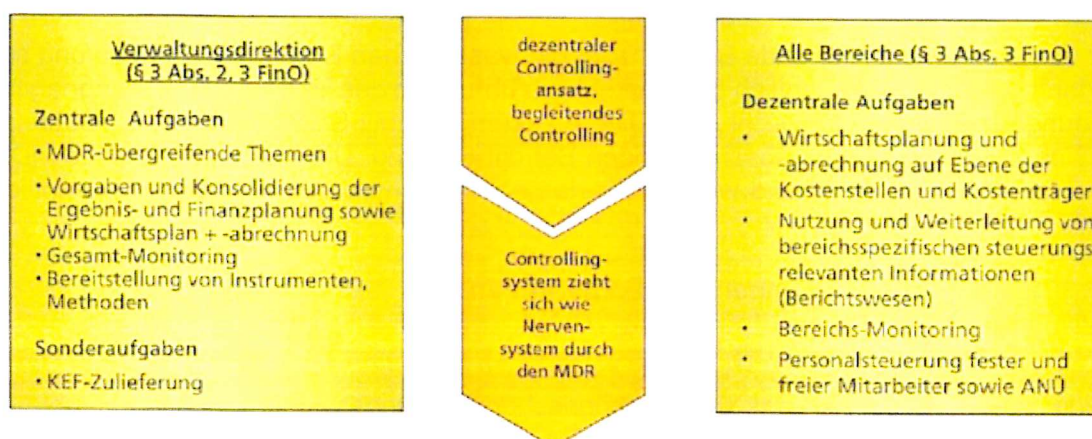 Verwaltungsdirektion
(§ 3 Abs. 2, 3 FinO)
Zentrale Aufgaben
• MDR-übergreifende Themen
• Vorgaben und Konsolidierung der
Ergebnis- und Finanzplanung sowie
Wirtschaftsplan + -abrechnung
• Gesamt-Monitoring
• Bereitstellung von Instrumenten,
Methoden
Sonderaufgaben
• KEF-Zulieferung
dezentraler
Controlling-
ansatz,
begleitendes
Controlling
Controlling-
system zieht
sich wie
Nerven-
system durch
den MDR
Alle Bereiche (§ 3 Abs. 3 FinO)
Dezentrale Aufgaben
• Wirtschaftsplanung und
-abrechnung auf Ebene der
Kostenstellen und Kostenträger
• Nutzung und Weiterleitung von
bereichsspezifischen steuerungs
relevanten Informationen
(Berichtswesen)
• Bereichs-Monitoring
• Personalsteuerung fester und
freier Mitarbeiter sowie ANÜ